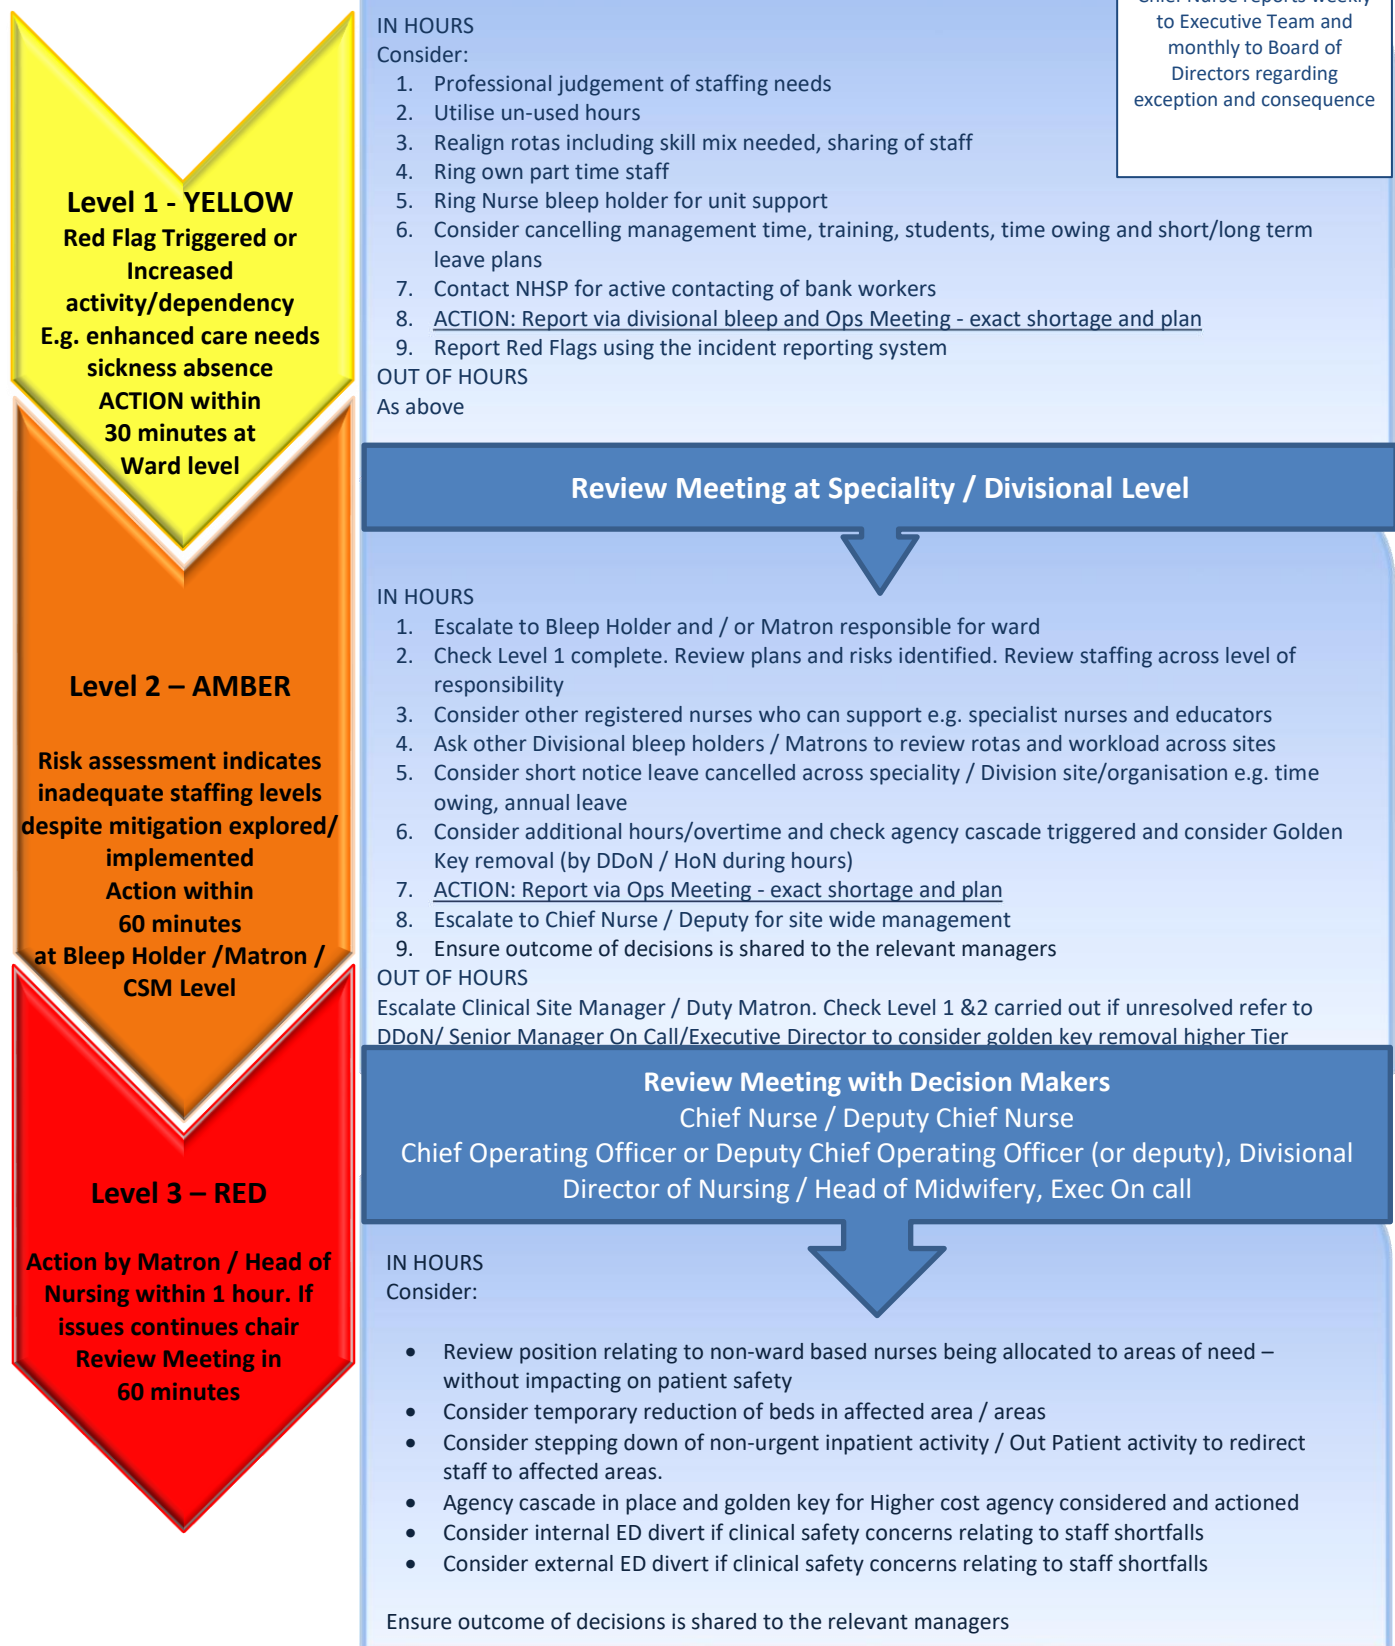 Chief Nurse reports weekly
to Executive Team and
monthly to Board of
Directors regarding
exception and consequence
IN HOURS
Consider:
1. Professional judgement of staffing needs
2. Utilise un-used hours
3. Realign rotas including skill mix needed, sharing of staff
4. Ring own part time staff
5. Ring Nurse bleep holder for unit support
6. Consider cancelling management time, training, students, time owing and short/long term
leave plans
7. Contact NHSP for active contacting of bank workers
8. ACTION: Report via divisional bleep and Ops Meeting - exact shortage and plan
9. Report Red Flags using the incident reporting system
OUT OF HOURS
As above
Level 1 - YELLOW
Red Flag Triggered or
Increased
activity/dependency
E.g. enhanced care needs
sickness absence
ACTION within
30 minutes at
Ward level
Review Meeting at Speciality / Divisional Level
IN HOURS
1. Escalate to Bleep Holder and / or Matron responsible for ward
2. Check Level 1 complete. Review plans and risks identified. Review staffing across level of
responsibility
3. Consider other registered nurses who can support e.g. specialist nurses and educators
4. Ask other Divisional bleep holders / Matrons to review rotas and workload across sites
5. Consider short notice leave cancelled across speciality / Division site/organisation e.g. time
owing, annual leave
6. Consider additional hours/overtime and check agency cascade triggered and consider Golden
Key removal (by DDoN / HoN during hours)
7. ACTION: Report via Ops Meeting - exact shortage and plan
8. Escalate to Chief Nurse / Deputy for site wide management
9. Ensure outcome of decisions is shared to the relevant managers
OUT OF HOURS
Escalate Clinical Site Manager / Duty Matron. Check Level 1 &2 carried out if unresolved refer to
DDoN/ Senior Manager On Call/Executive Director to consider golden key removal higher Tier
Level 2 – AMBER
Risk assessment indicates
inadequate staffing levels
despite mitigation explored/
implemented
Action within
60 minutes
at Bleep Holder /Matron /
CSM Level
Review Meeting with Decision Makers
Chief Nurse / Deputy Chief Nurse
Chief Operating Officer or Deputy Chief Operating Officer (or deputy), Divisional
Director of Nursing / Head of Midwifery, Exec On call
Level 3 – RED
Action by Matron / Head of
Nursing within 1 hour. If
issues continues chair
Review Meeting in
60 minutes
IN HOURS
Consider:
• Review position relating to non-ward based nurses being allocated to areas of need –
without impacting on patient safety
• Consider temporary reduction of beds in affected area / areas
• Consider stepping down of non-urgent inpatient activity / Out Patient activity to redirect
staff to affected areas.
• Agency cascade in place and golden key for Higher cost agency considered and actioned
• Consider internal ED divert if clinical safety concerns relating to staff shortfalls
• Consider external ED divert if clinical safety concerns relating to staff shortfalls
Ensure outcome of decisions is shared to the relevant managers